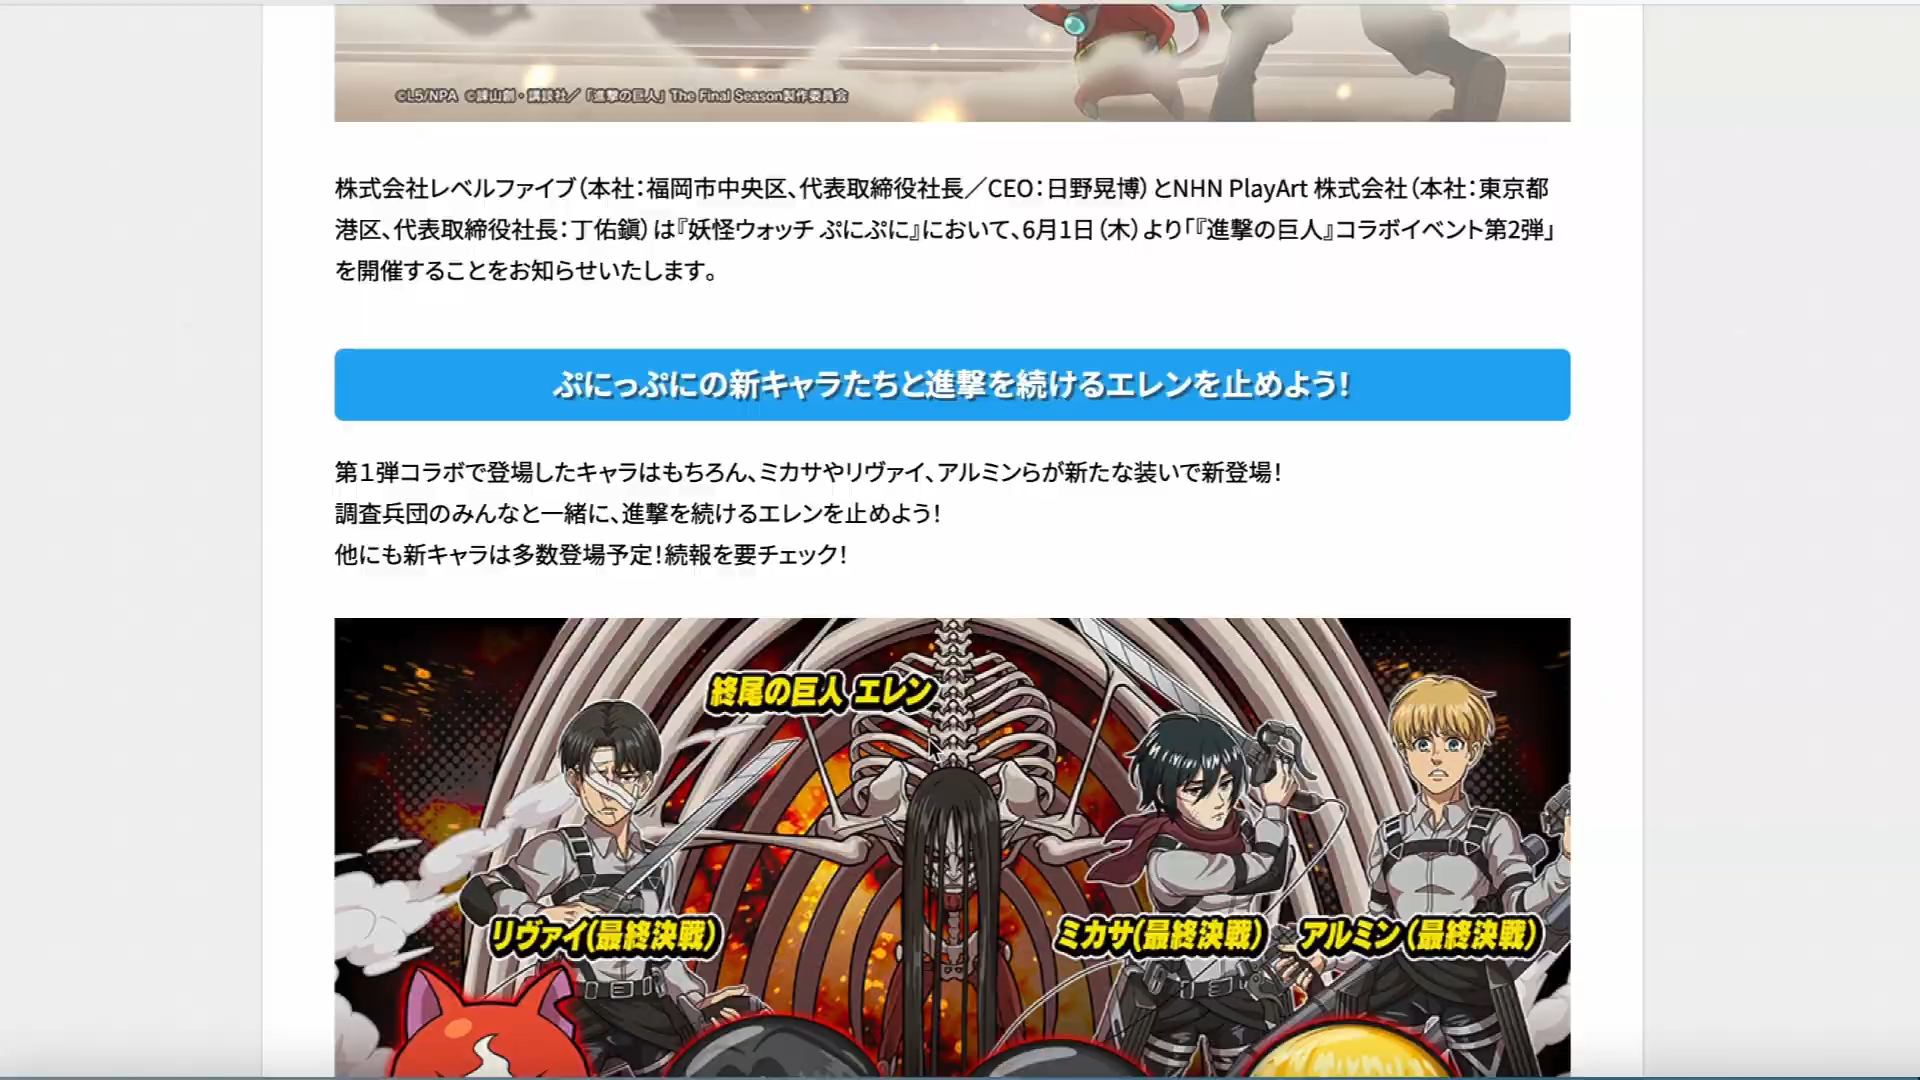 ©L5/NPA ©諫山創・講談社／「進撃の巨人」The Final Season製作委員会
株式会社レベルファイブ（本社：福岡市中央区、代表取締役社長／CEO：日野晃博）とNHN PlayArt 株式会社（本社：東京都
港区、代表取締役社長：丁佑鎭）は『妖怪ウォッチ ぷにぷに』において、6月1日（木）より「『進撃の巨人』コラボイベント第2弾」
を開催することをお知らせいたします。
ぷにっぷにの新キャラたちと進撃を続けるエレンを止めよう！
第１弾コラボで登場したキャラはもちろん、ミカサやリヴァイ、アルミンらが新たな装いで新登場！
調査兵団のみんなと一緒に、進撃を続けるエレンを止めよう！
他にも新キャラは多数登場予定！続報を要チェック！
終尾の巨人 エレン
リヴァイ(最終決戦)
ミカサ(最終決戦)
アルミン(最終決戦)